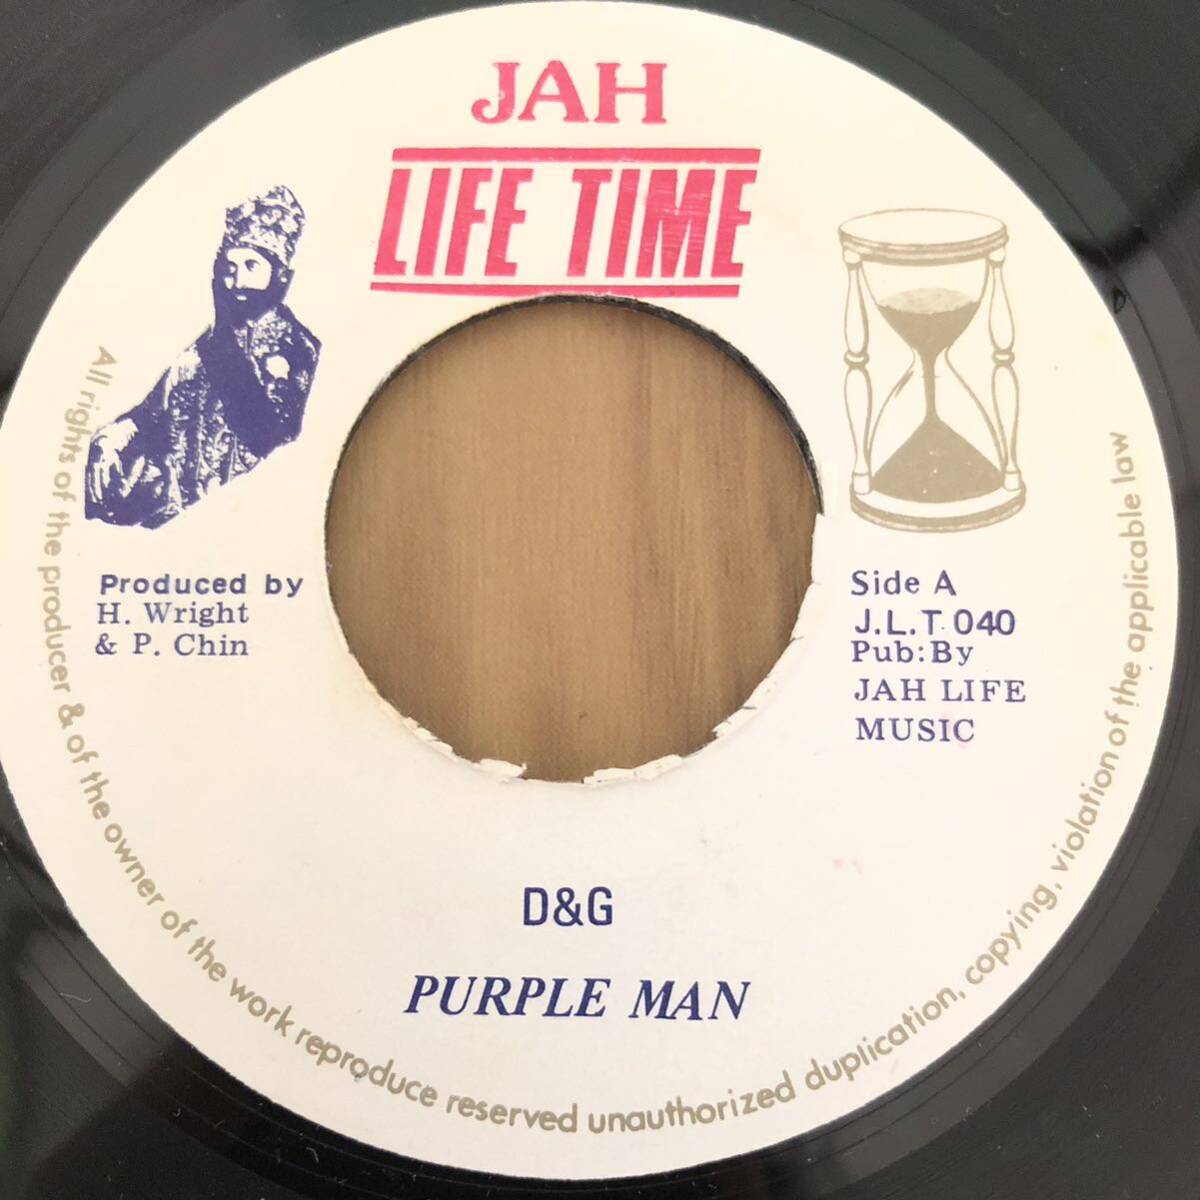 JAH
LIFE TIME
Produced by
H. Wright
& P. Chin
Side A
J.L.T. 040
Pub:By
JAH LIFE
MUSIC
D&G
PURPLE MAN
All rights of the producer & of the owner of the work reproduce reserved unauthorized duplication, copying, violation of the applicable law